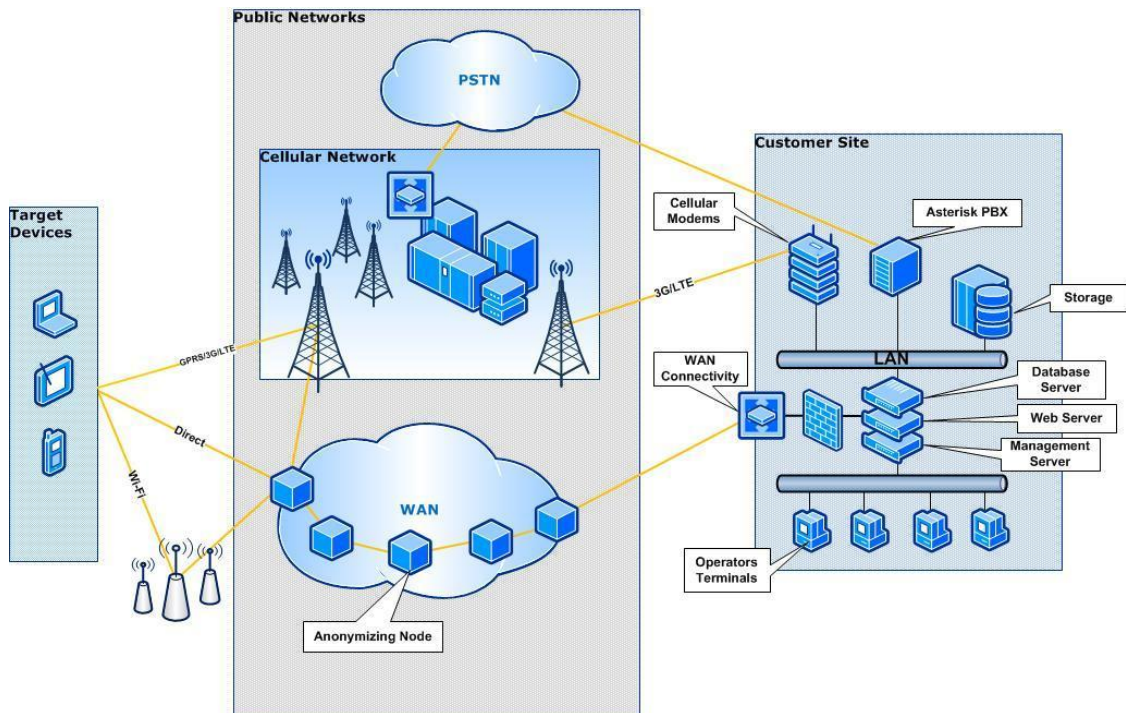 Public Networks
PSTN
Cellular Network
Customer Site
Cellular
Modems
Asterisk PBX
Target
Devices
3G/LTE
Storage
GPRS/3G/LTE
LAN
WAN
Connectivity
Database
Server
Web Server
Direct
Management
Server
Wi-Fi
WAN
Operators
Terminals
Anonymizing Node